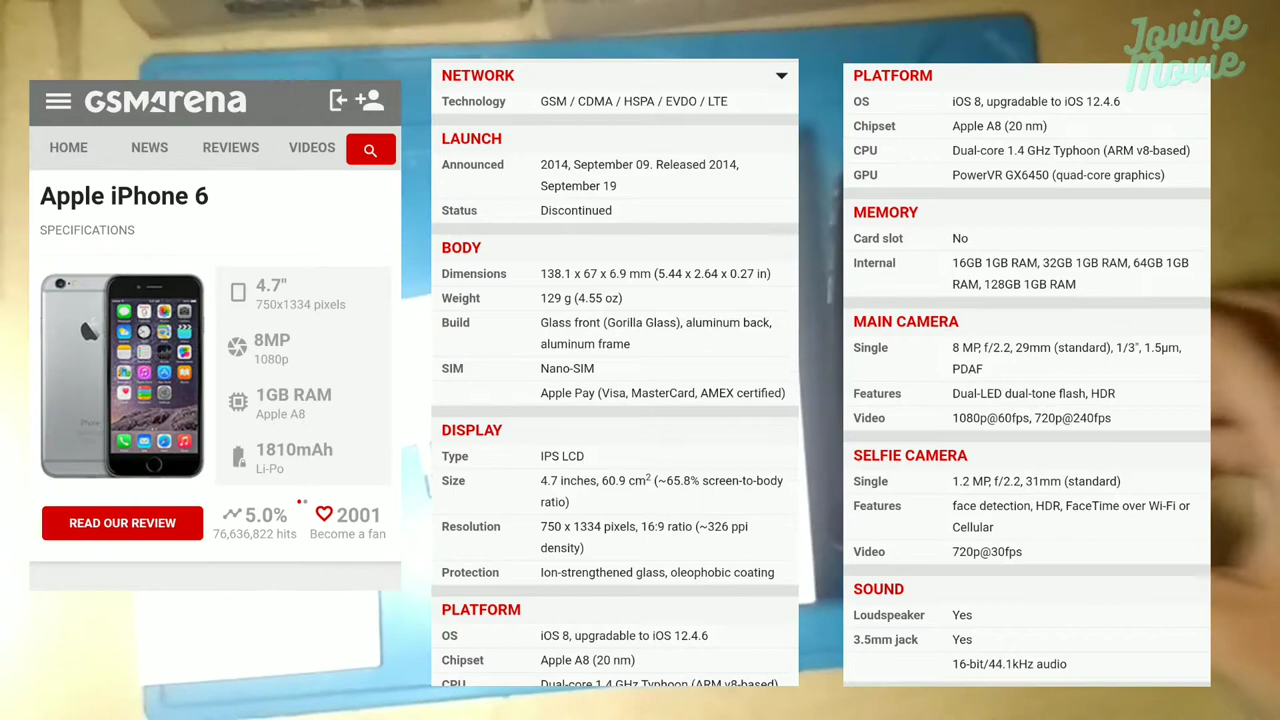 Jovine
Movie
GSMArena
HOME NEWS REVIEWS VIDEOS
Apple iPhone 6
SPECIFICATIONS
4.7"
750x1334 pixels
8MP
1080p
1GB RAM
Apple A8
1810mAh
Li-Po
READ OUR REVIEW
5.0%
76,636,822 hits
2001
Become a fan
NETWORK
Technology GSM / CDMA / HSPA / EVDO / LTE
LAUNCH
Announced 2014, September 09. Released 2014,
September 19
Status Discontinued
BODY
Dimensions 138.1 x 67 x 6.9 mm (5.44 x 2.64 x 0.27 in)
Weight 129 g (4.55 oz)
Build Glass front (Gorilla Glass), aluminum back,
aluminum frame
SIM Nano-SIM
Apple Pay (Visa, MasterCard, AMEX certified)
DISPLAY
Type IPS LCD
Size 4.7 inches, 60.9 cm2 (~65.8% screen-to-body
ratio)
Resolution 750 x 1334 pixels, 16:9 ratio (~326 ppi
density)
Protection Ion-strengthened glass, oleophobic coating
PLATFORM
OS iOS 8, upgradable to iOS 12.4.6
Chipset Apple A8 (20 nm)
CPU Dual-core 1.4 GHz Typhoon (ARM v8-based)
PLATFORM
OS iOS 8, upgradable to iOS 12.4.6
Chipset Apple A8 (20 nm)
CPU Dual-core 1.4 GHz Typhoon (ARM v8-based)
GPU PowerVR GX6450 (quad-core graphics)
MEMORY
Card slot No
Internal 16GB 1GB RAM, 32GB 1GB RAM, 64GB 1GB
RAM, 128GB 1GB RAM
MAIN CAMERA
Single 8 MP, f/2.2, 29mm (standard), 1/3", 1.5µm,
PDAF
Features Dual-LED dual-tone flash, HDR
Video 1080p@60fps, 720p@240fps
SELFIE CAMERA
Single 1.2 MP, f/2.2, 31mm (standard)
Features face detection, HDR, FaceTime over Wi-Fi or
Cellular
Video 720p@30fps
SOUND
Loudspeaker Yes
3.5mm jack Yes
16-bit/44.1kHz audio